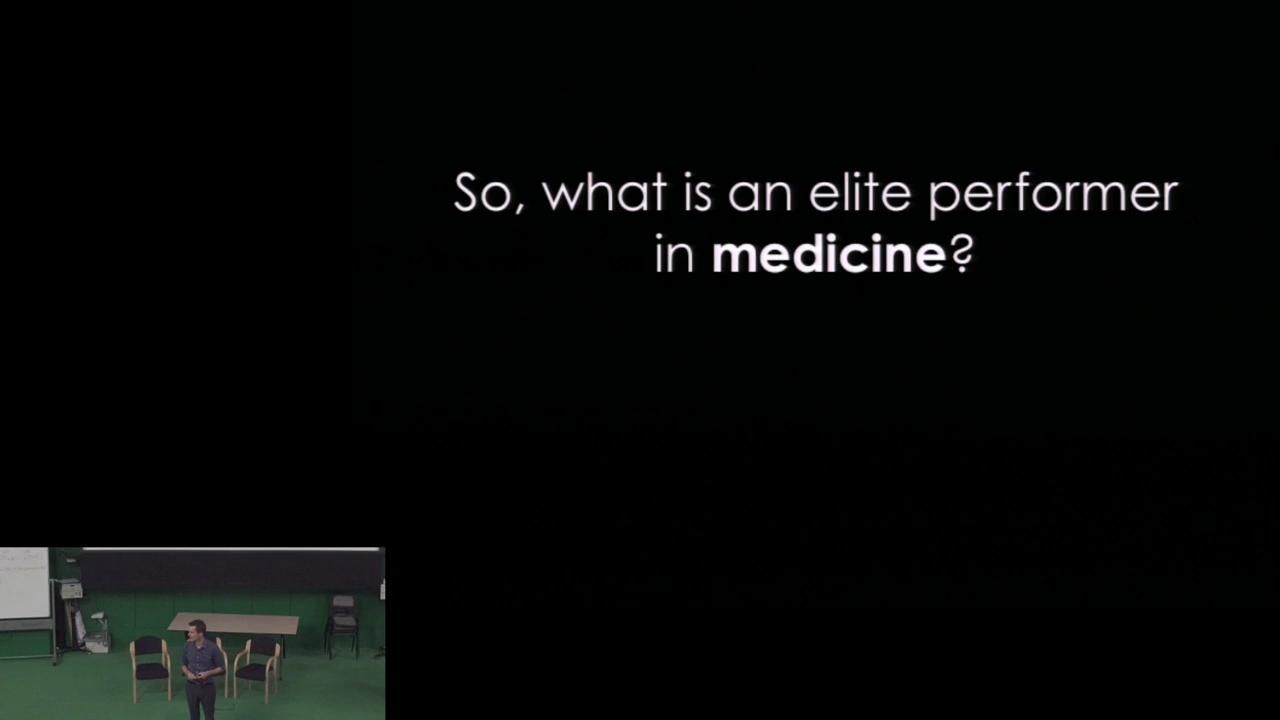 So, what is an elite performer
in medicine?